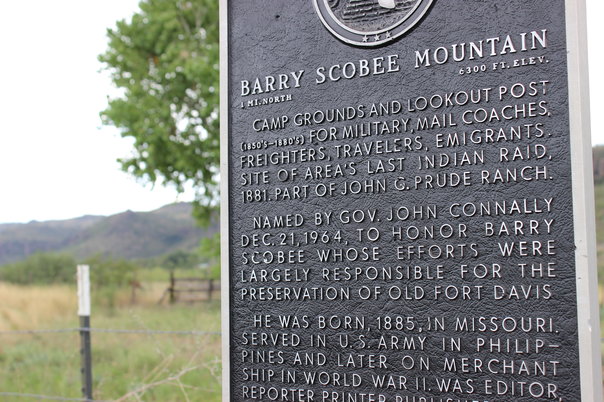 BARRY SCOBEE MOUNTAIN
1 MI. NORTH 6300 FT. ELEV.
CAMP GROUNDS AND LOOKOUT POST
(1850'S-1880'S) FOR MILITARY, MAIL COACHES,
FREIGHTERS, TRAVELERS, EMIGRANTS.
SITE OF AREA'S LAST INDIAN RAID,
1881. PART OF JOHN G. PRUDE RANCH.
NAMED BY GOV. JOHN CONNALLY
DEC. 21, 1964, TO HONOR BARRY
SCOBEE WHOSE EFFORTS WERE
LARGELY RESPONSIBLE FOR THE
PRESERVATION OF OLD FORT DAVIS
HE WAS BORN, 1885, IN MISSOURI.
SERVED IN U.S. ARMY IN PHILIP-
PINES AND LATER ON MERCHANT
SHIP IN WORLD WAR II. WAS EDITOR,
REPORTER PRINTER